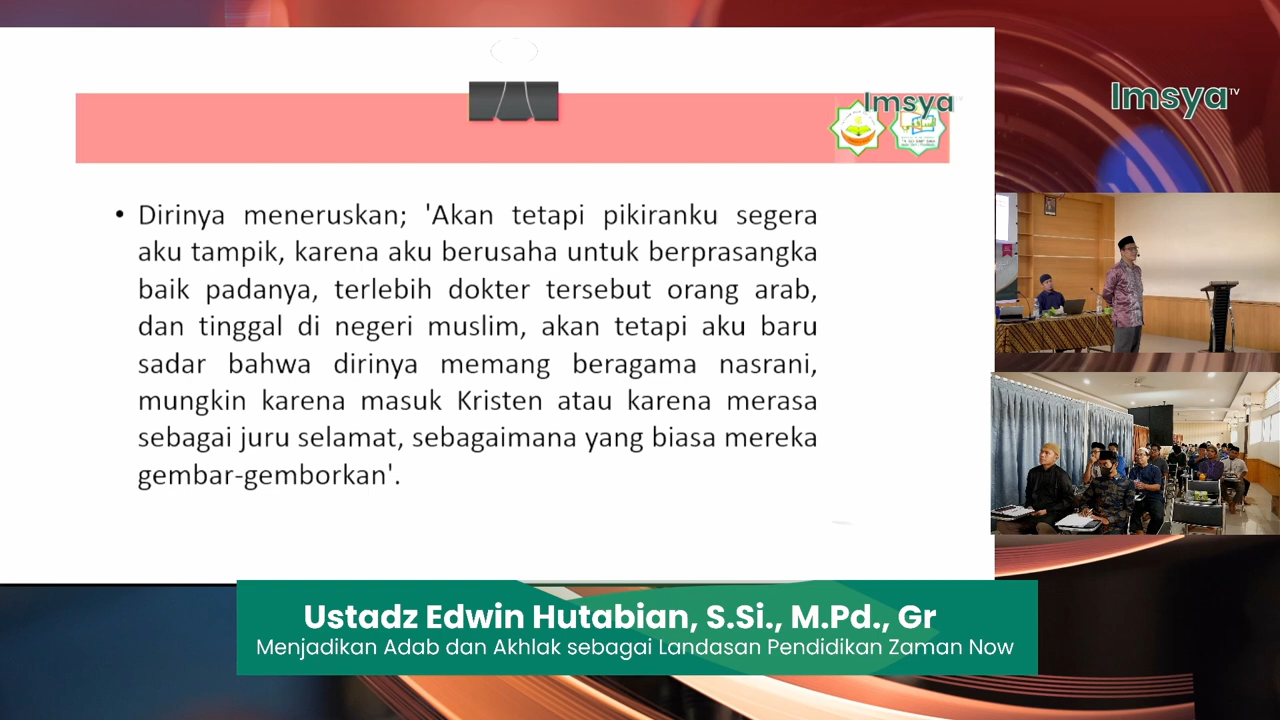 Imsya
Imsya TV
• Dirinya meneruskan; 'Akan tetapi pikiranku segera
aku tampik, karena aku berusaha untuk berprasangka
baik padanya, terlebih dokter tersebut orang arab,
dan tinggal di negeri muslim, akan tetapi aku baru
sadar bahwa dirinya memang beragama nasrani,
mungkin karena masuk Kristen atau karena merasa
sebagai juru selamat, sebagaimana yang biasa mereka
gembar-gemborkan'.
Ustadz Edwin Hutabian, S.Si., M.Pd., Gr
Menjadikan Adab dan Akhlak sebagai Landasan Pendidikan Zaman Now